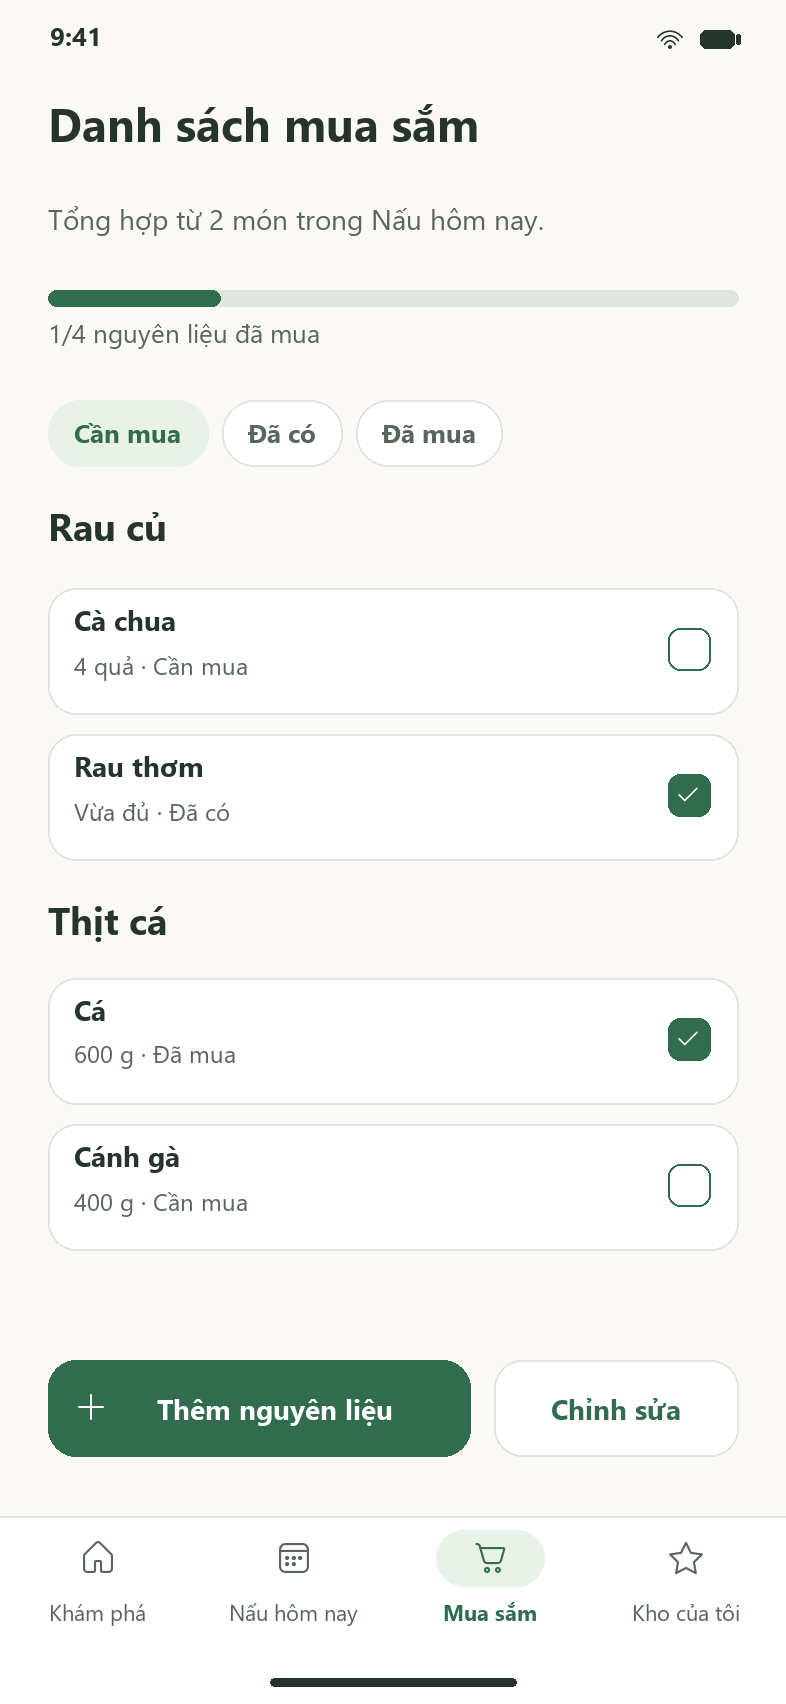 9:41
Danh sách mua sắm
Tổng hợp từ 2 món trong Nấu hôm nay.
1/4 nguyên liệu đã mua
Cần mua
Đã có
Đã mua
Rau củ
Cà chua
4 quả · Cần mua
Rau thơm
Vừa đủ · Đã có
Thịt cá
Cá
600 g · Đã mua
Cánh gà
400 g · Cần mua
Thêm nguyên liệu
Chỉnh sửa
Khám phá
Nấu hôm nay
Mua sắm
Kho của tôi